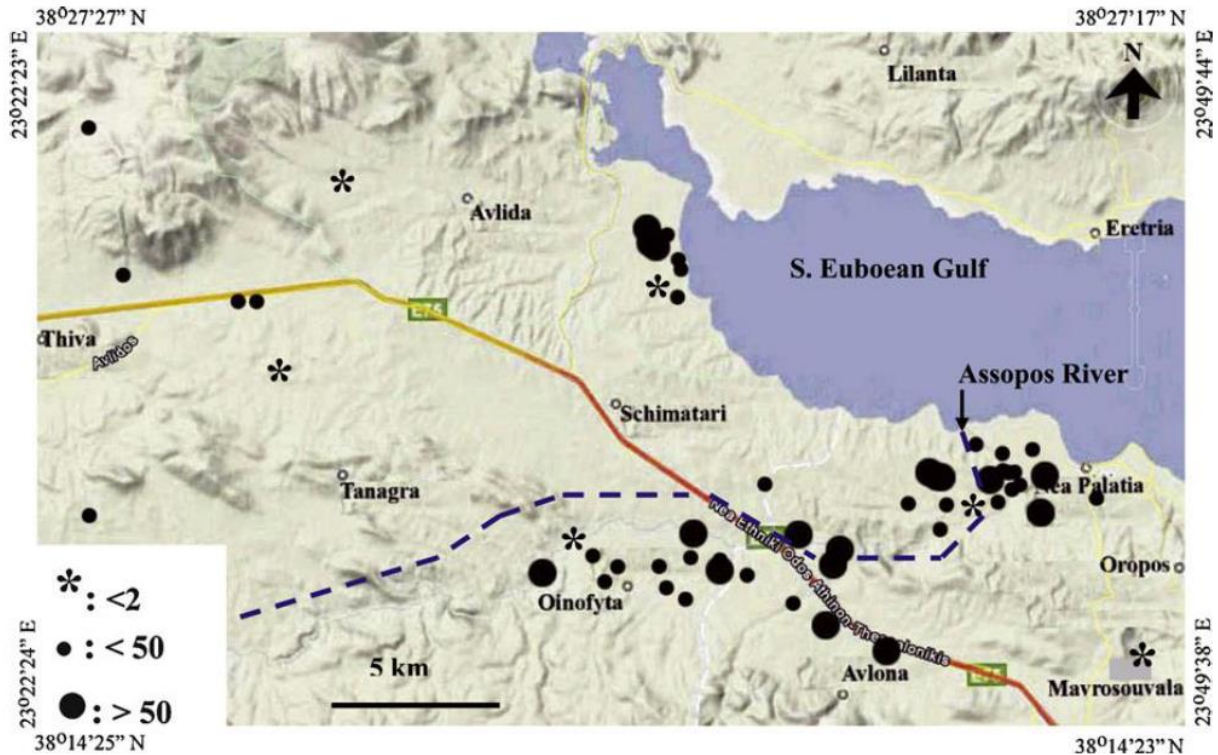 38°27'27" N
38°27'17" N
23°22'23" E
23°49'44" E
N
Lilanta
Avlida
Eretria
S. Euboean Gulf
E75
Thiva
Avlidos
Assopos River
Schimatari
Tanagra
Nea Palatia
Nea Ethniki Odos Athinon-Thessalonikis
Oropos
Oinofyta
* : <2
: < 50
: > 50
5 km
Avlona
Mavrosouvala
23°22'24" E
23°49'38" E
38°14'25" N
38°14'23" N